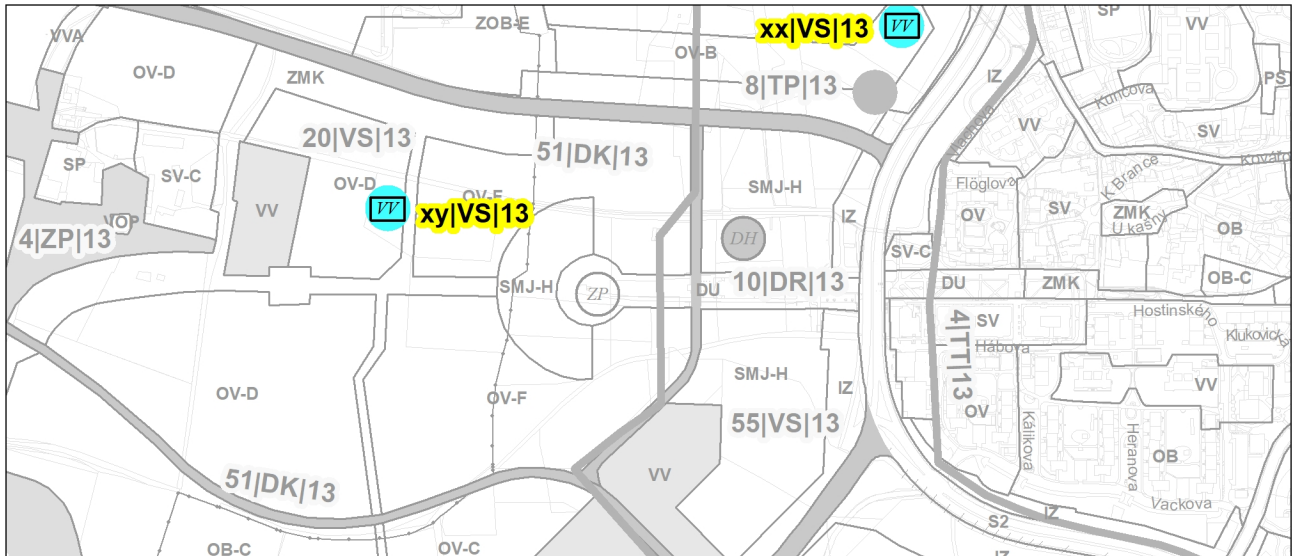 VVA
OV-D
ZMK
ZOB-E
OV-B
xx|VS|13
VV
8|TP|13
IZ
SP
VV
PS
Kuncova
SV
Kovářo
VV
Flöglova
K Brance
20|VS|13
51|DK|13
SP
SV-C
VV
OV-D
OV-F
VV
xy|VS|13
SMJ-H
IZ
OV
SV
ZMK
U kašny
OB
VOP
4|ZP|13
DH
SV-C
SMJ-H
ZP
DU
10|DR|13
DU
ZMK
OB-C
SV
Hostinského
Hábova
Klukovick
4|TT|13
OV-D
OV-F
SMJ-H
IZ
VV
55|VS|13
OV
Kálikova
Heranova
OB
51|DK|13
VV
Vackova
S2
IZ
OB-C
OV-C
IZ